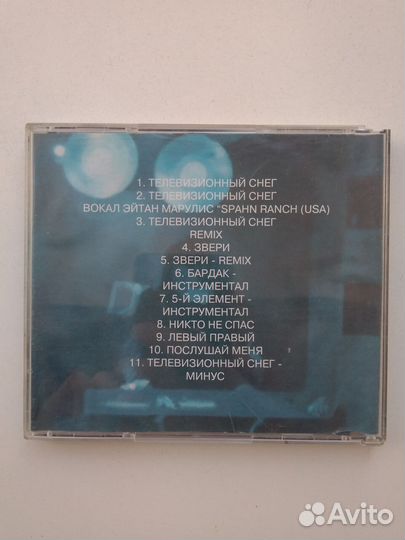 1. ТЕЛЕВИЗИОННЫЙ СНЕГ
2. ТЕЛЕВИЗИОННЫЙ СНЕГ
ВОКАЛ ЭЙТАН МАРУЛИС "SPAHN RANCH (USA)
3. ТЕЛЕВИЗИОННЫЙ СНЕГ
REMIX
4. ЗВЕРИ
5. ЗВЕРИ - REMIX
6. БАРДАК -
ИНСТРУМЕНТАЛ
7. 5-Й ЭЛЕМЕНТ -
ИНСТРУМЕНТАЛ
8. НИКТО НЕ СПАС
9. ЛЕВЫЙ ПРАВЫЙ
10. ПОСЛУШАЙ МЕНЯ
11. ТЕЛЕВИЗИОННЫЙ СНЕГ -
МИНУС
Avito